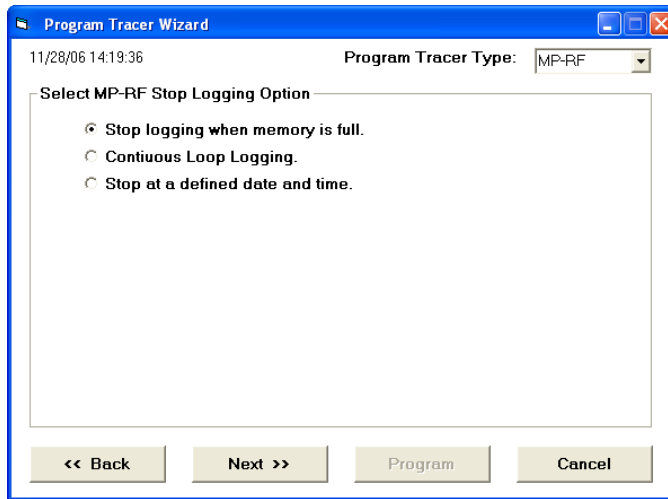 Program Tracer Wizard
11/28/06 14:19:36 Program Tracer Type: MP-RF
Select MP-RF Stop Logging Option
Stop logging when memory is full.
Contiuous Loop Logging.
Stop at a defined date and time.
<< Back Next >> Program Cancel